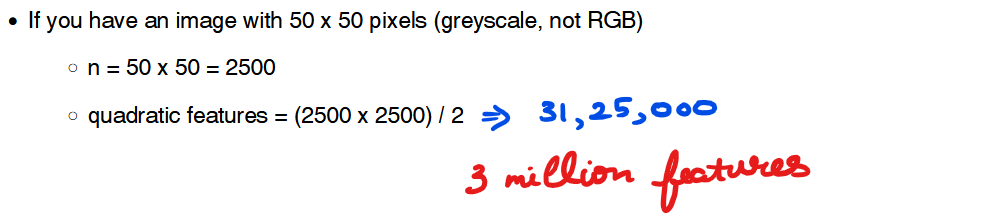 • If you have an image with 50 x 50 pixels (greyscale, not RGB)
○ n = 50 x 50 = 2500
○ quadratic features = (2500 x 2500) / 2 ⇒ 31,25,000
3 million features